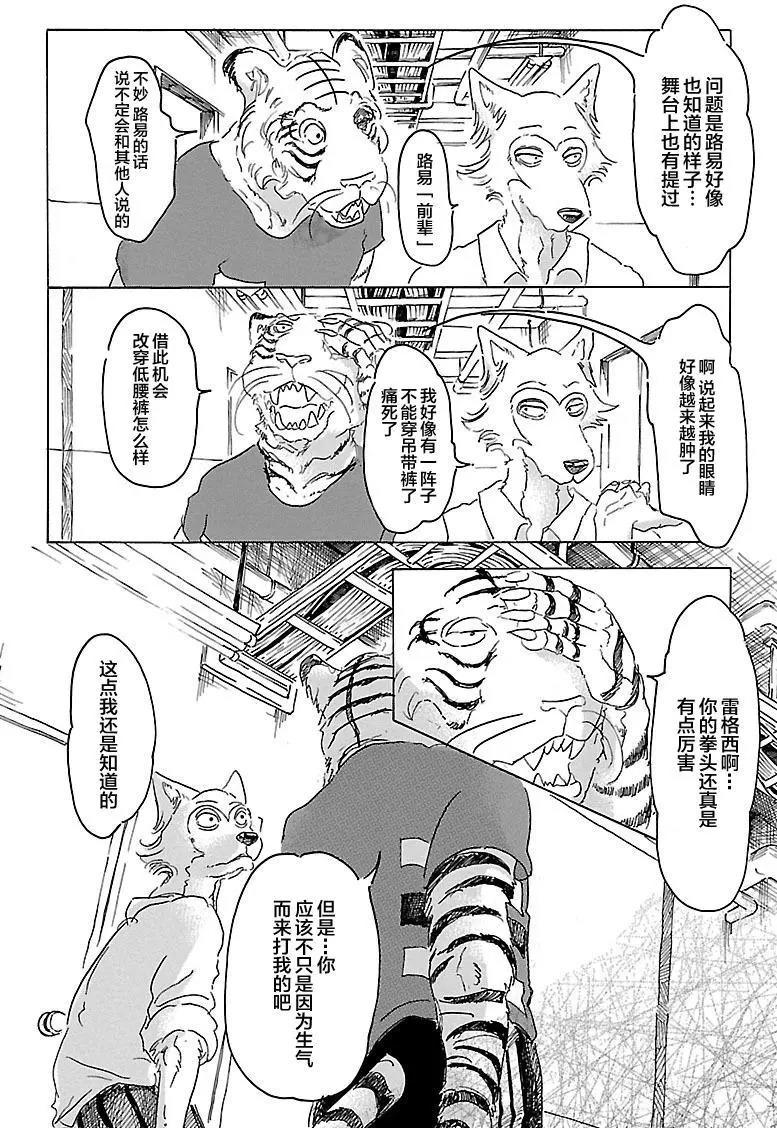 问题是路易好像
也知道的样子…
舞台上也有提过
路易「前辈」
不妙 路易的话
说不定会和其他人说的
啊 说起来我的眼睛
好像越来越肿了
我好像有一阵子
不能穿吊带裤了
痛死了
借此机会
改穿低腰裤怎么样
雷格西啊…
你的拳头还真是
有点厉害
这点我还是
知道的
但是…你
应该不只是因为生气
而来打我的吧